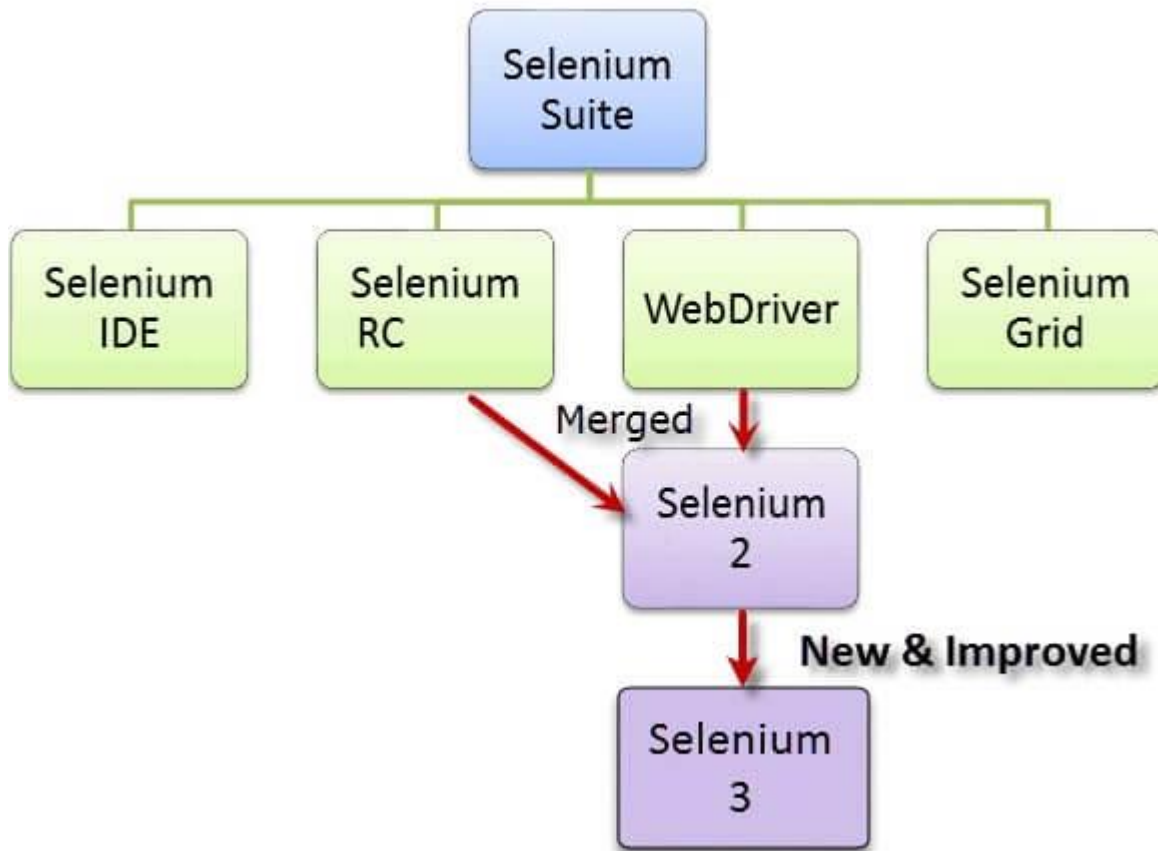 Selenium
Suite
Selenium
IDE
Selenium
RC
WebDriver
Selenium
Grid
Merged
Selenium
2
New & Improved
Selenium
3